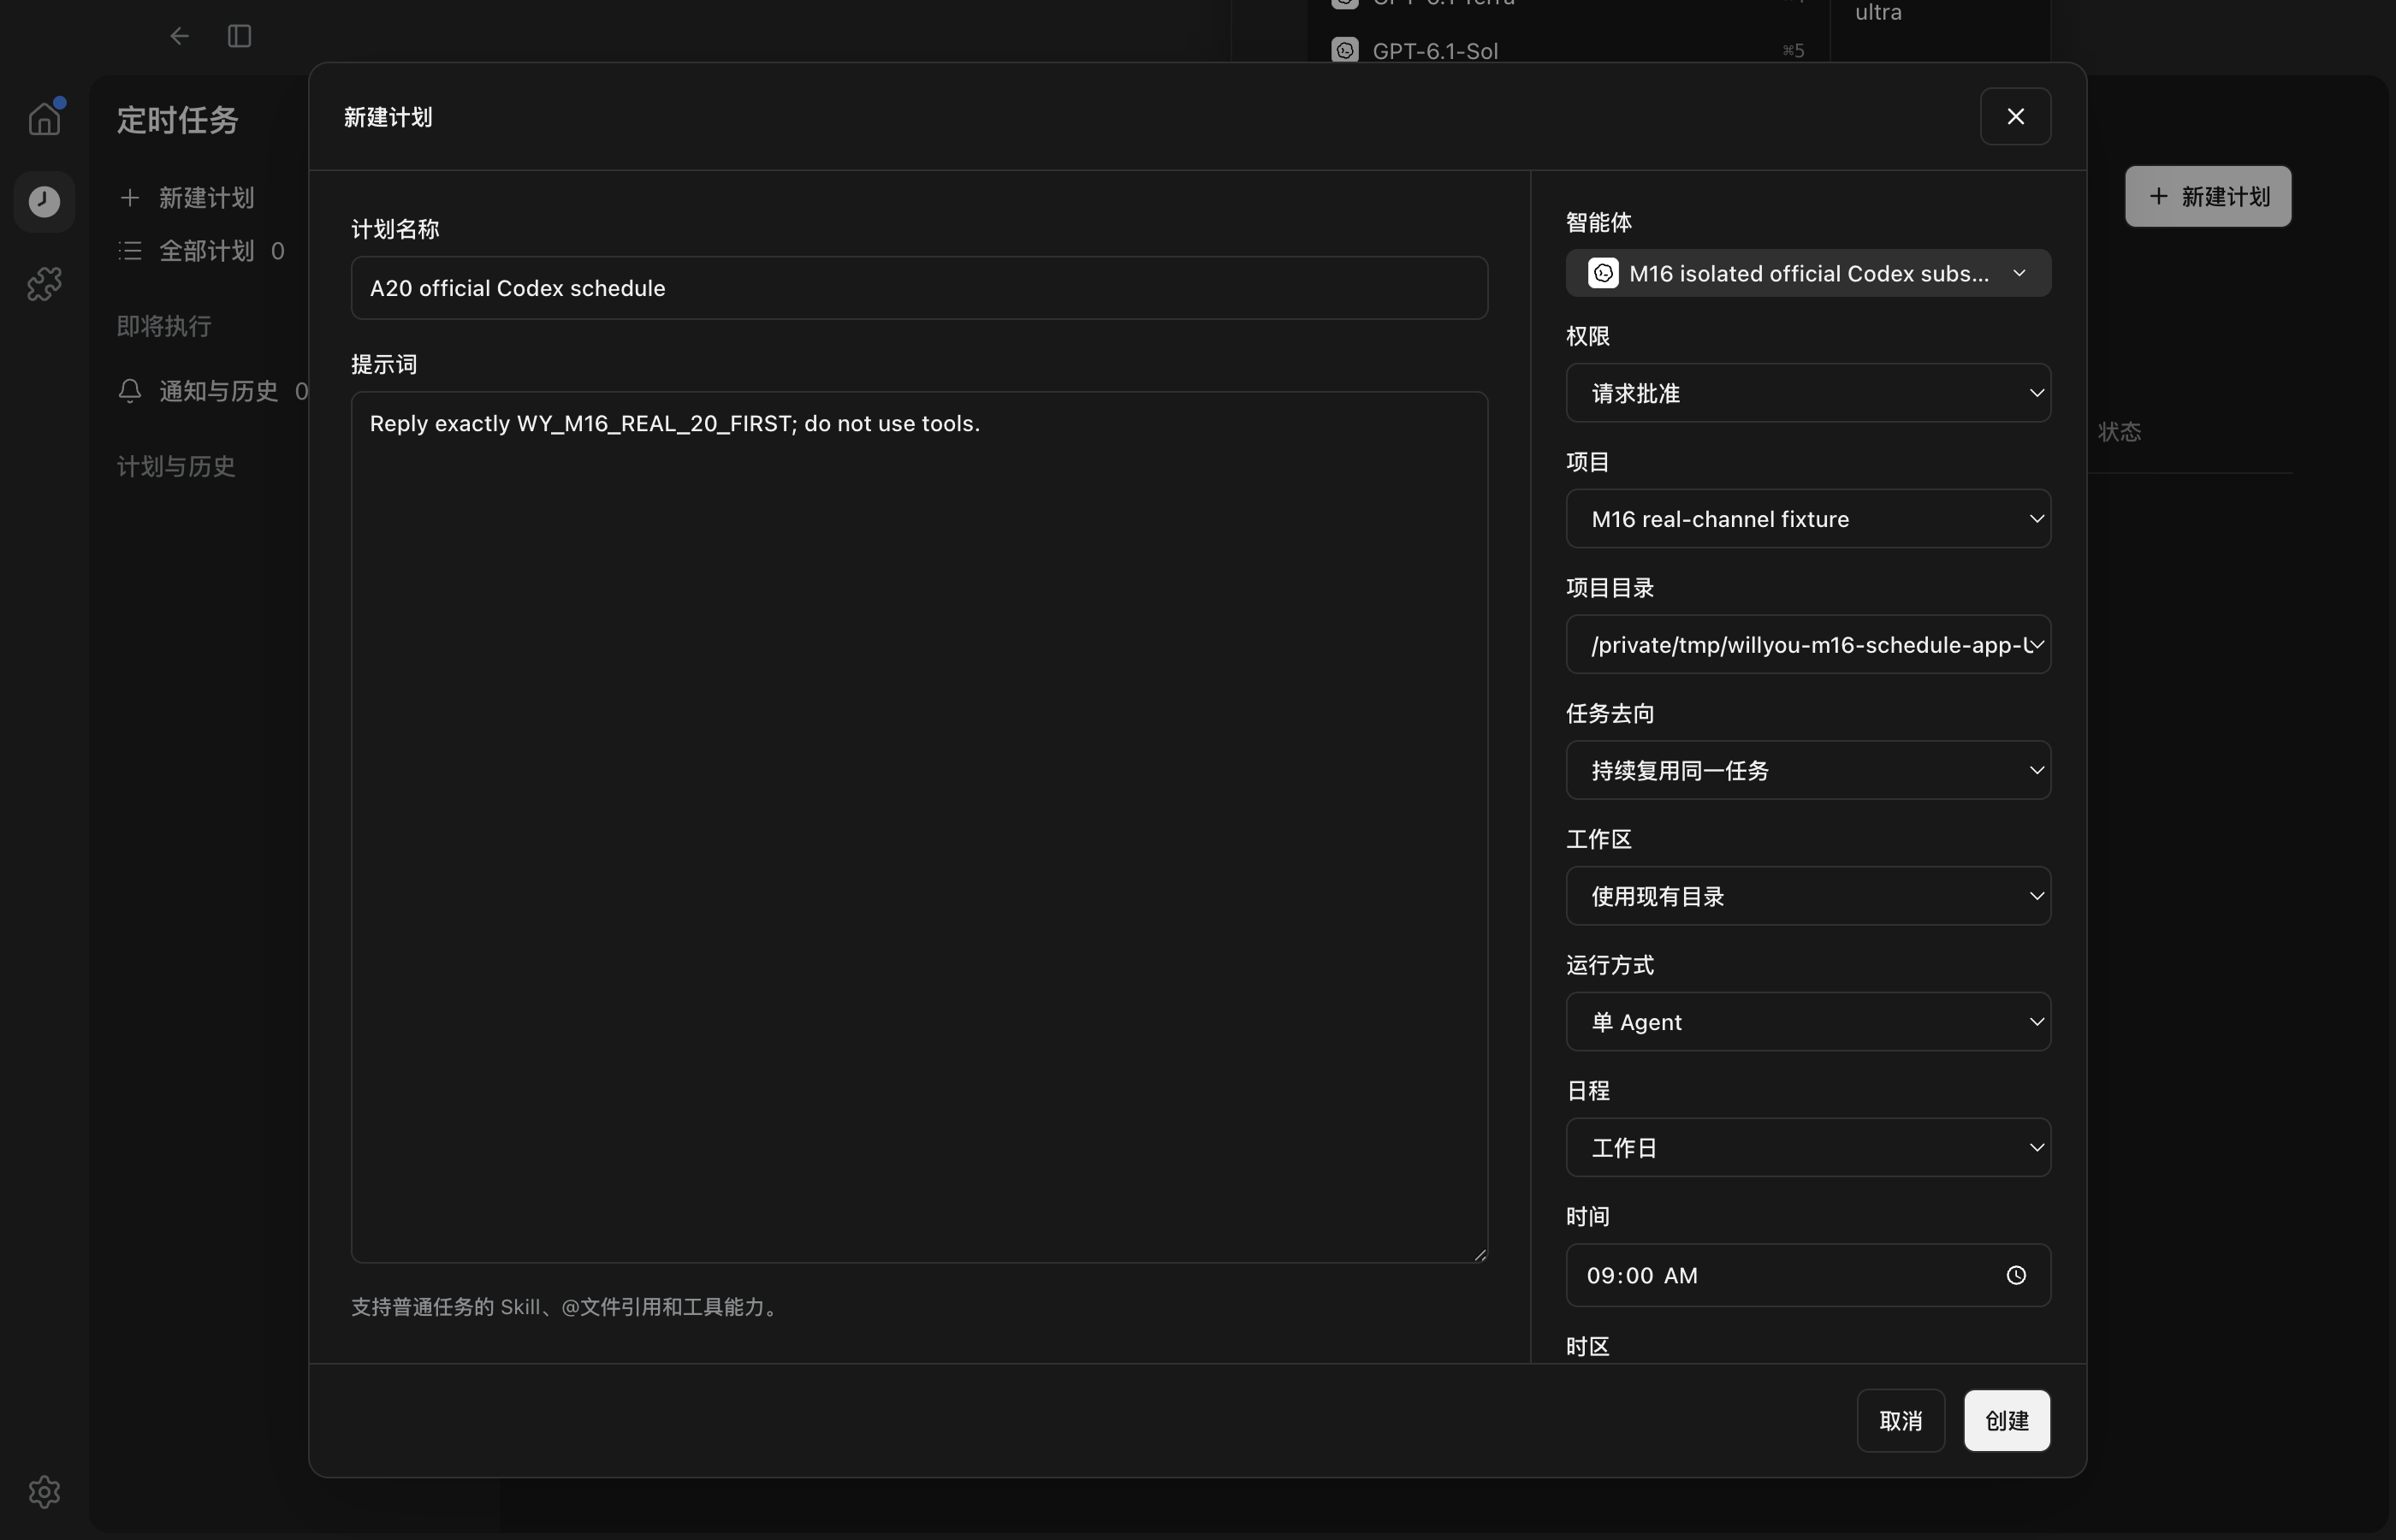 ultra
GPT-6.1-Sol ⌘5
定时任务
新建计划
全部计划 0
即将执行
通知与历史 0
计划与历史
新建计划
状态
新建计划
计划名称
A20 official Codex schedule
提示词
Reply exactly WY_M16_REAL_20_FIRST; do not use tools.
支持普通任务的 Skill、@文件引用和工具能力。
智能体
M16 isolated official Codex subs...
权限
请求批准
项目
M16 real-channel fixture
项目目录
/private/tmp/willyou-m16-schedule-app-
任务去向
持续复用同一任务
工作区
使用现有目录
运行方式
单 Agent
日程
工作日
时间
09:00 AM
时区
取消
创建